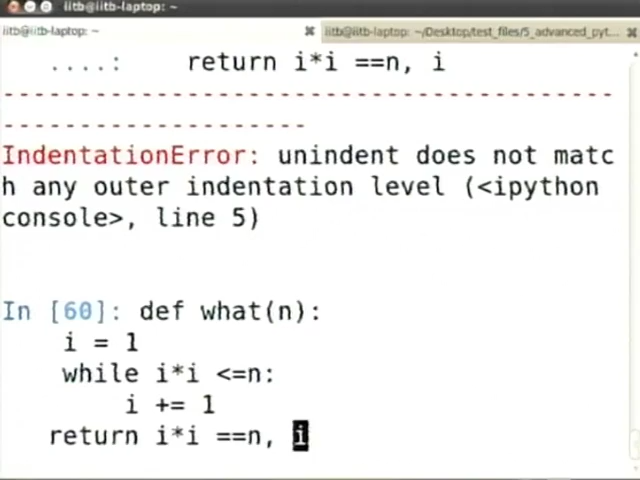 iitb@iitb-laptop: ~
iitb@iitb-laptop: ~
iitb@iitb-laptop: ~/Desktop/test_files/5_advanced_pyt...
....:     return i*i ==n, i
----------------------------------------
--------------------
IndentationError: unindent does not matc
h any outer indentation level (<ipython
console>, line 5)
In [60]: def what(n):
i = 1
while i*i <=n:
i += 1
return i*i ==n, i